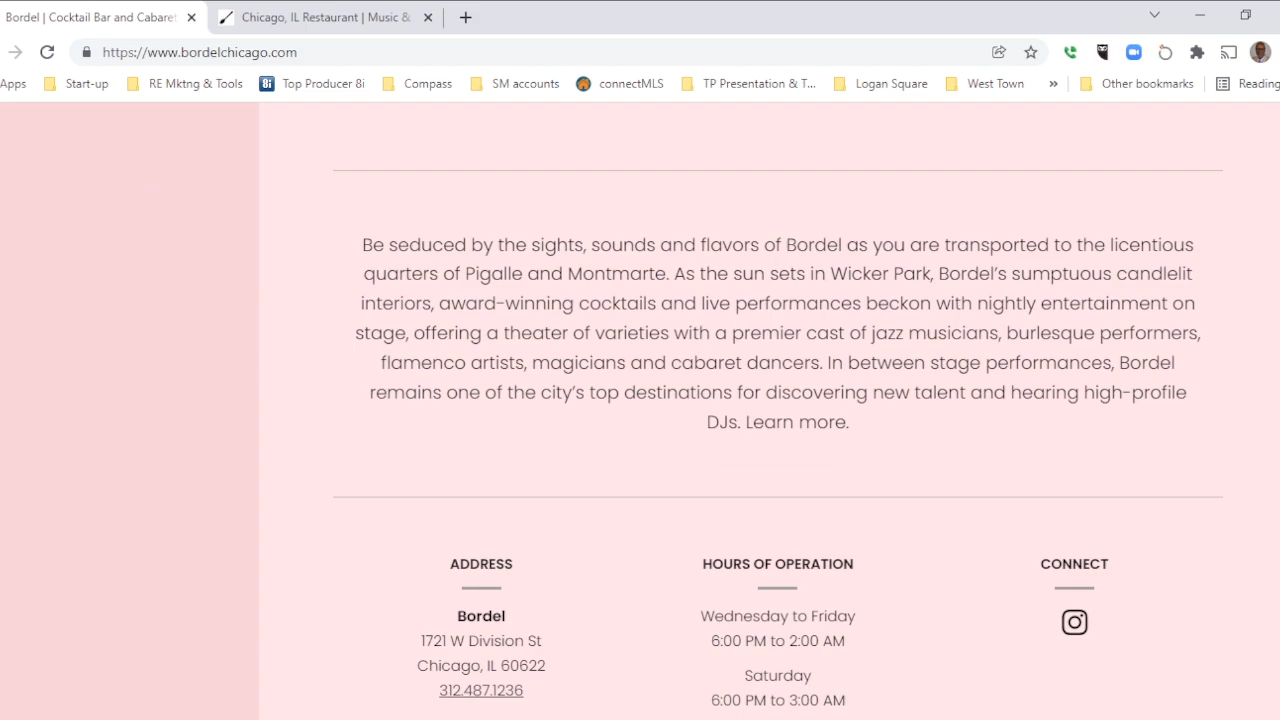 Bordel | Cocktail Bar and Cabaret
Chicago, IL Restaurant | Music &
https://www.bordelchicago.com
Apps
Start-up
RE Mktng & Tools
8i
Top Producer 8i
Compass
SM accounts
connectMLS
TP Presentation & T...
Logan Square
West Town
»
Other bookmarks
Reading
Be seduced by the sights, sounds and flavors of Bordel as you are transported to the licentious
quarters of Pigalle and Montmarte. As the sun sets in Wicker Park, Bordel's sumptuous candlelit
interiors, award-winning cocktails and live performances beckon with nightly entertainment on
stage, offering a theater of varieties with a premier cast of jazz musicians, burlesque performers,
flamenco artists, magicians and cabaret dancers. In between stage performances, Bordel
remains one of the city's top destinations for discovering new talent and hearing high-profile
DJs. Learn more.
ADDRESS
Bordel
1721 W Division St
Chicago, IL 60622
312.487.1236
HOURS OF OPERATION
Wednesday to Friday
6:00 PM to 2:00 AM
Saturday
6:00 PM to 3:00 AM
CONNECT